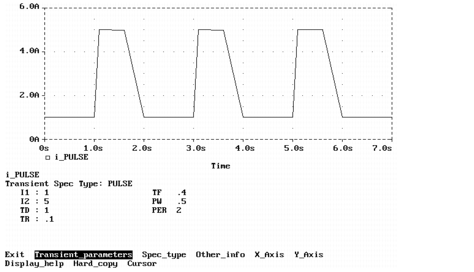 6.0A
4.0A
2.0A
0A
0s 1.0s 2.0s 3.0s 4.0s 5.0s 6.0s 7.0s
□ i_PULSE
Time
i_PULSE
Transient Spec Type: PULSE
I1 : 1 TF .4
I2 : 5 PW .5
TD : 1 PER 2
TR : .1
Exit Transient_parameters Spec_type Other_info X_Axis Y_Axis
Display_help Hard_copy Cursor